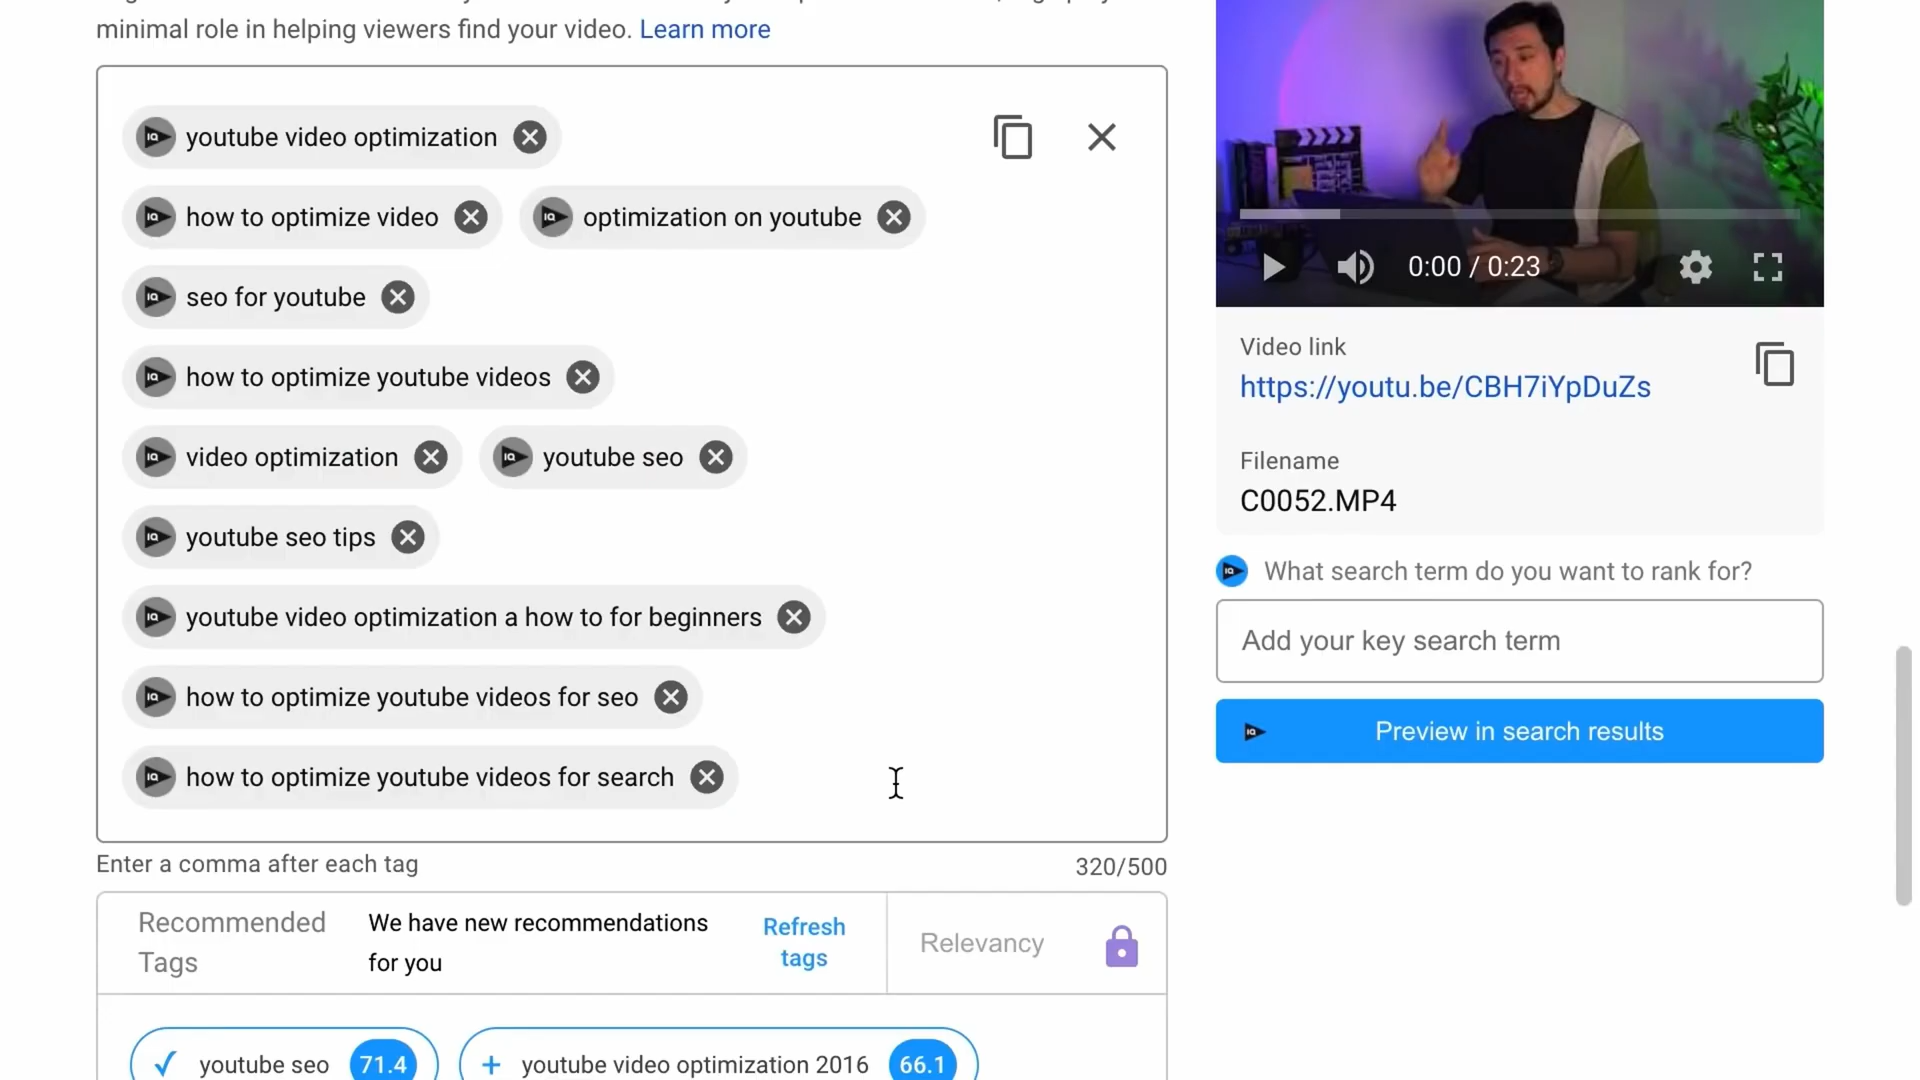 minimal role in helping viewers find your video. Learn more
youtube video optimization
how to optimize video
optimization on youtube
seo for youtube
how to optimize youtube videos
video optimization
youtube seo
youtube seo tips
youtube video optimization a how to for beginners
how to optimize youtube videos for seo
how to optimize youtube videos for search
Enter a comma after each tag
320/500
Recommended
Tags
We have new recommendations
for you
Refresh
tags
Relevancy
youtube seo 71.4
youtube video optimization 2016 66.1
0:00 / 0:23
Video link
https://youtu.be/CBH7iYpDuZs
Filename
C0052.MP4
What search term do you want to rank for?
Add your key search term
Preview in search results